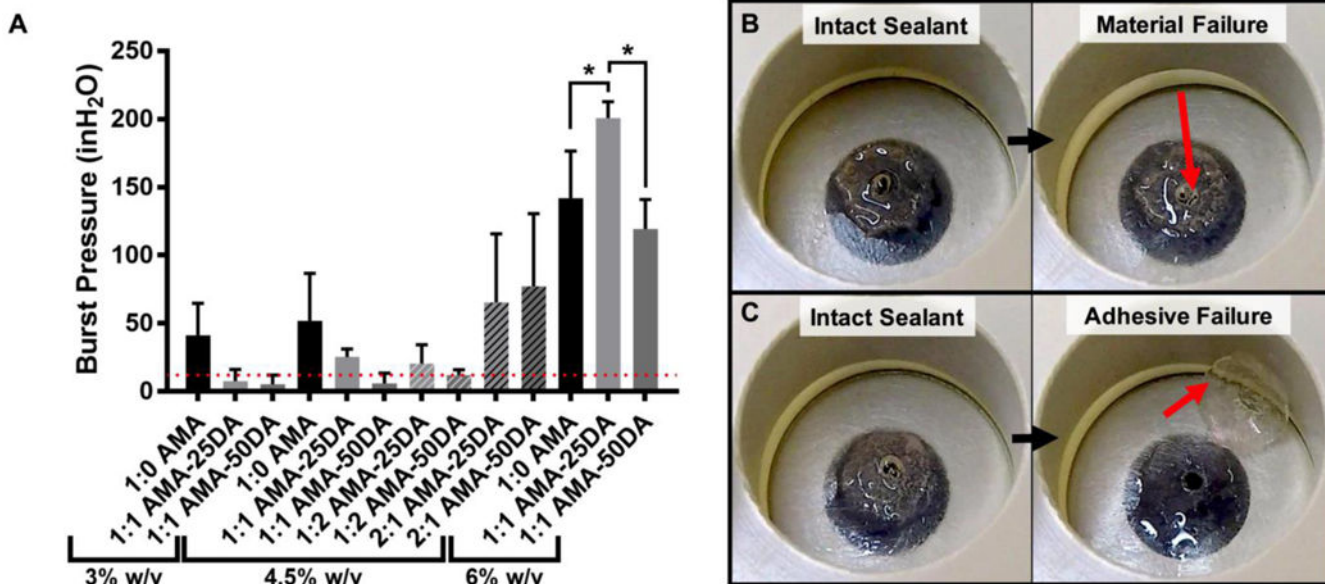 A
Burst Pressure (inH₂O)
250
200
150
100
50
0
*
*
1:0 AMA
1:1 AMA-25DA
1:1 AMA-50DA
1:0 AMA
1:1 AMA-25DA
1:1 AMA-50DA
1:2 AMA-25DA
1:2 AMA-50DA
2:1 AMA-25DA
2:1 AMA-50DA
1:0 AMA
1:1 AMA-25DA
1:1 AMA-50DA
3% w/v
4.5% w/v
6% w/v
B
Intact Sealant
Material Failure
C
Intact Sealant
Adhesive Failure